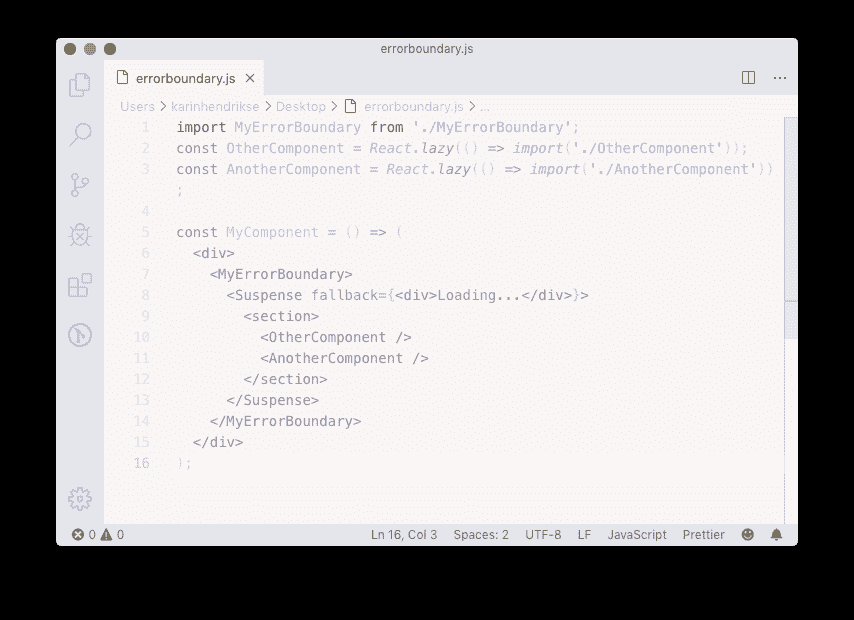 errorboundary.js
errorboundary.js ×
Users > karinhendrikse > Desktop > errorboundary.js > ...
1 import MyErrorBoundary from './MyErrorBoundary';
2 const OtherComponent = React.lazy(() => import('./OtherComponent'));
3 const AnotherComponent = React.lazy(() => import('./AnotherComponent'))
;
4
5 const MyComponent = () => (
6   <div>
7     <MyErrorBoundary>
8       <Suspense fallback={<div>Loading...</div>}>
9         <section>
10           <OtherComponent />
11           <AnotherComponent />
12         </section>
13       </Suspense>
14     </MyErrorBoundary>
15   </div>
16 );
0 0 Ln 16, Col 3 Spaces: 2 UTF-8 LF JavaScript Prettier